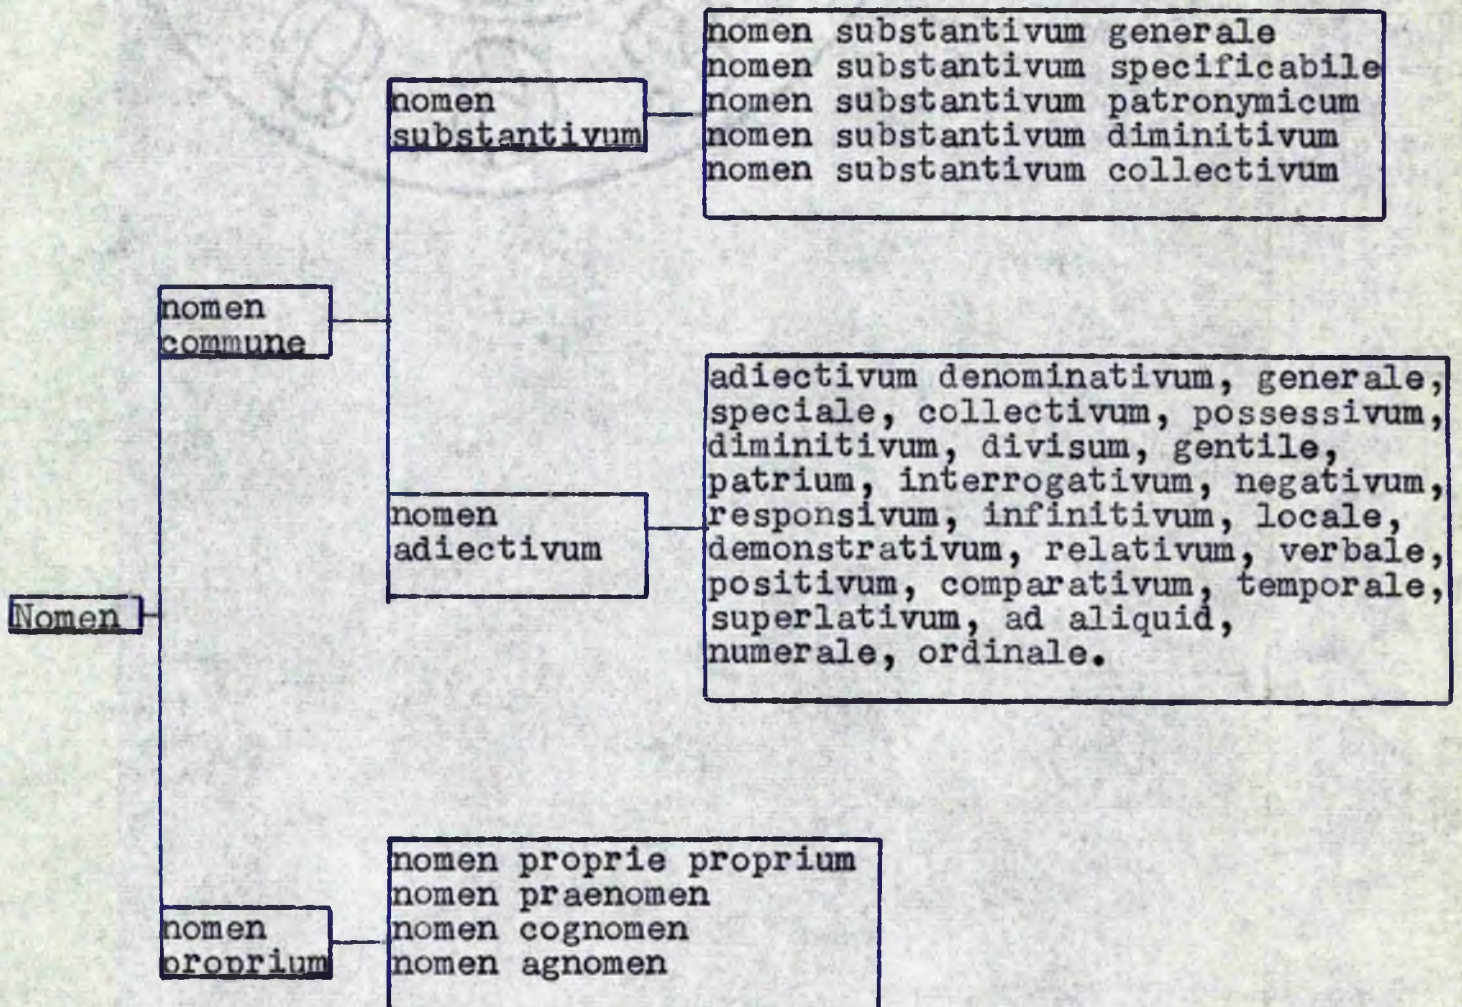 nomen substantivum generale
nomen substantivum specificabile
nomen substantivum patronymicum
nomen substantivum diminitivum
nomen substantivum collectivum
nomen
substantivum
nomen
commune
adiectivum denominativum, generale,
speciale, collectivum, possessivum,
diminitivum, divisum, gentile,
patrium, interrogativum, negativum,
responsivum, infinitivum, locale,
demonstrativum, relativum, verbale,
positivum, comparativum, temporale,
superlativum, ad aliquid,
numerale, ordinale.
nomen
adiectivum
Nomen
nomen proprie proprium
nomen praenomen
nomen cognomen
nomen agnomen
nomen
proprium